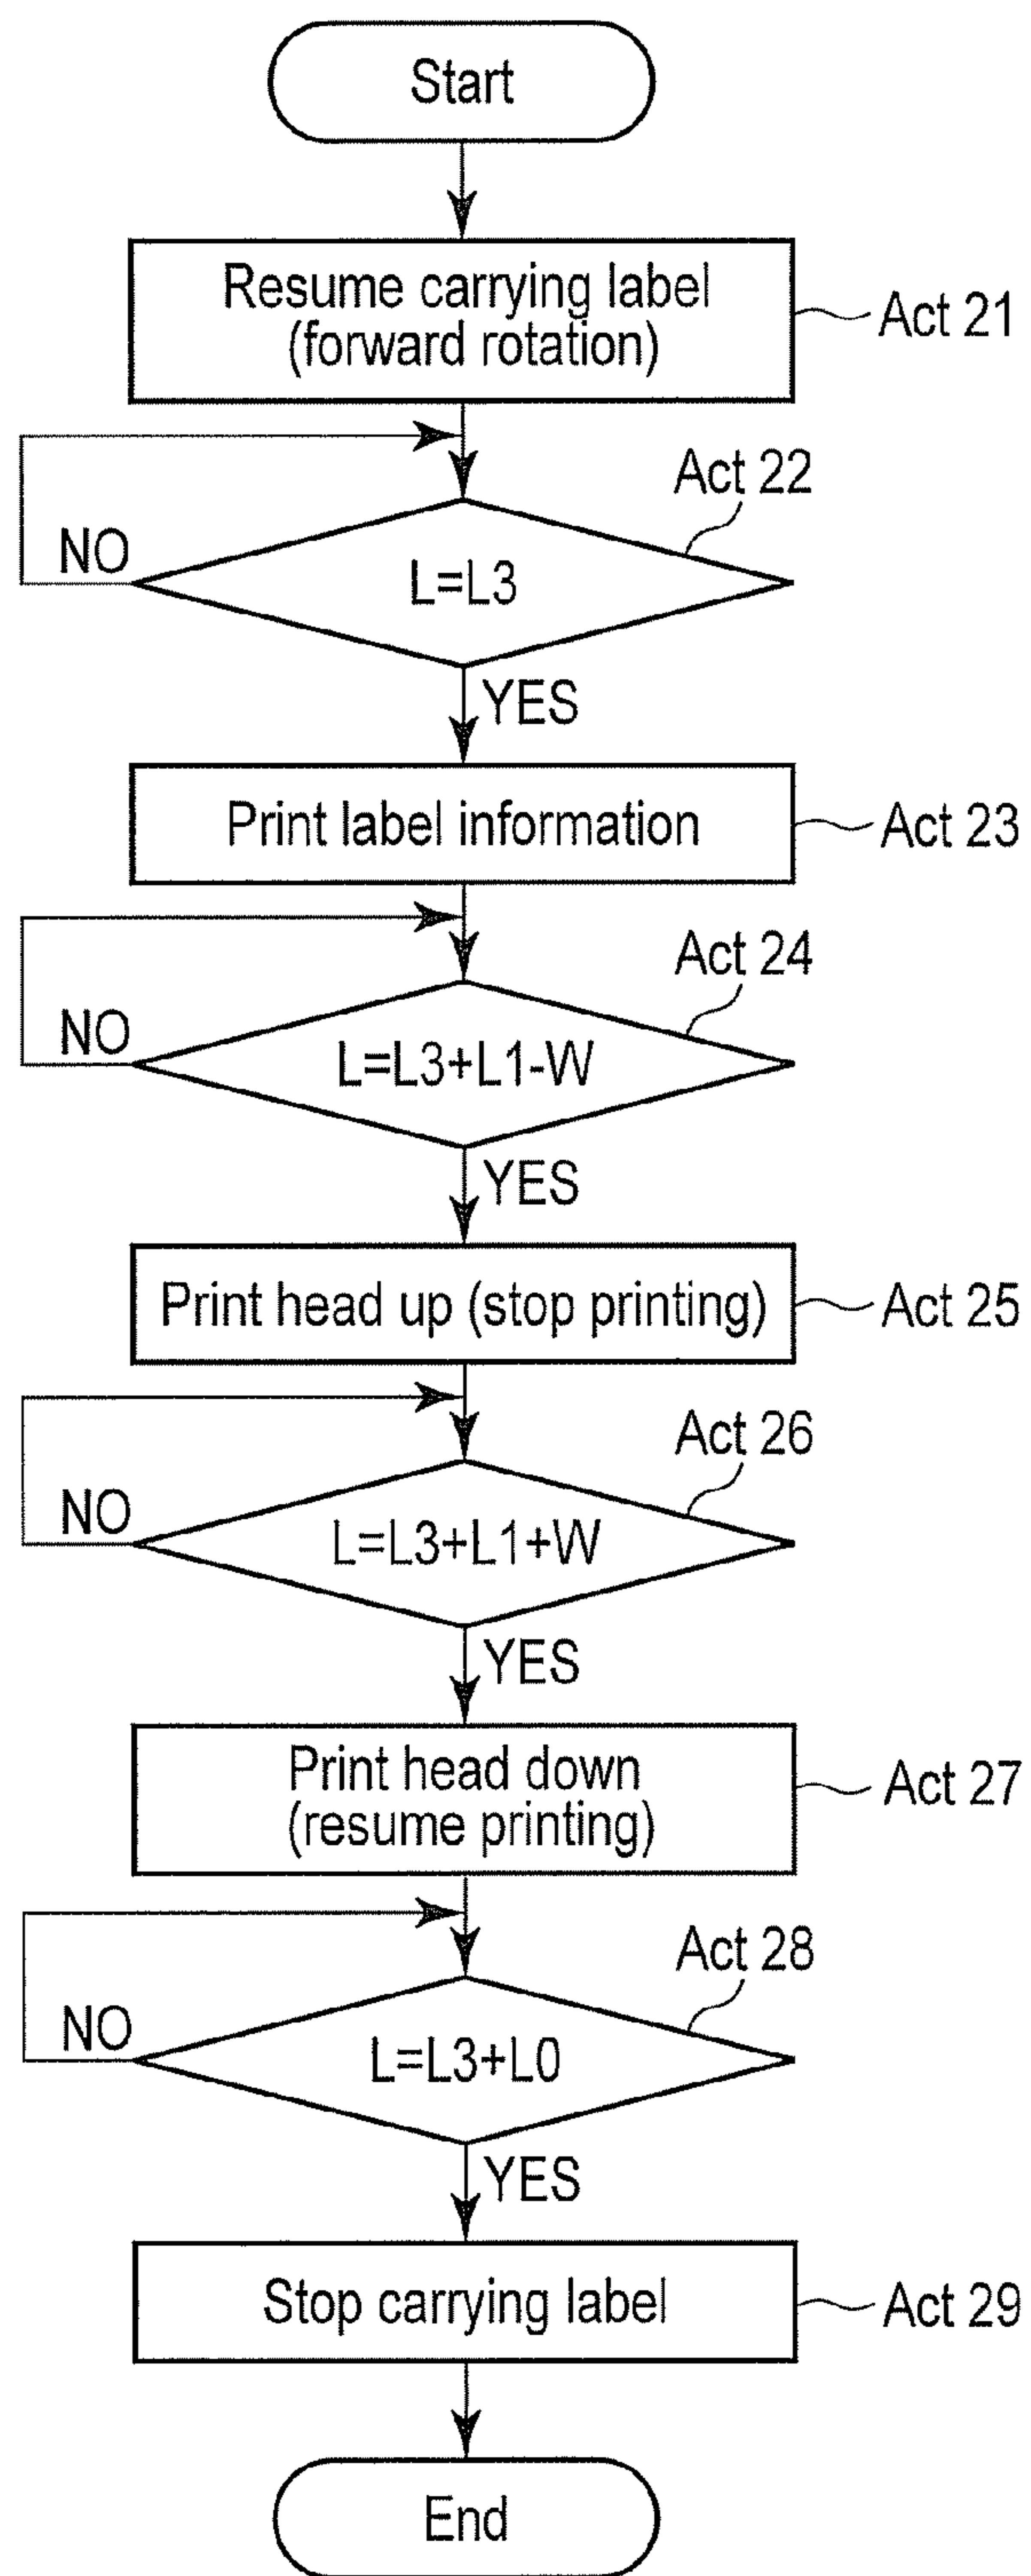 Start
Resume carrying label
(forward rotation)
Act 21
Act 22
L=L3
NO
YES
Print label information
Act 23
Act 24
L=L3+L1-W
NO
YES
Print head up (stop printing)
Act 25
Act 26
L=L3+L1+W
NO
YES
Print head down
(resume printing)
Act 27
Act 28
L=L3+L0
NO
YES
Stop carrying label
Act 29
End